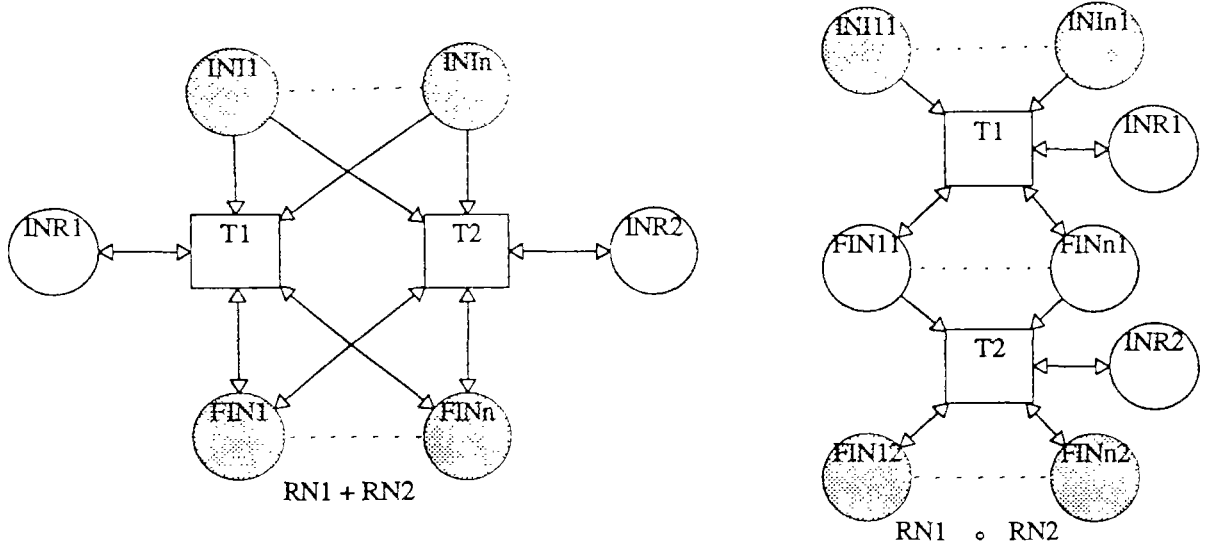 INI1 INIn
INR1 T1 T2 INR2
FIN1 FINn
RN1 + RN2
INI11 INIn1
T1 INR1
FIN11 FINn1
T2 INR2
FIN12 FINn2
RN1 ∘ RN2